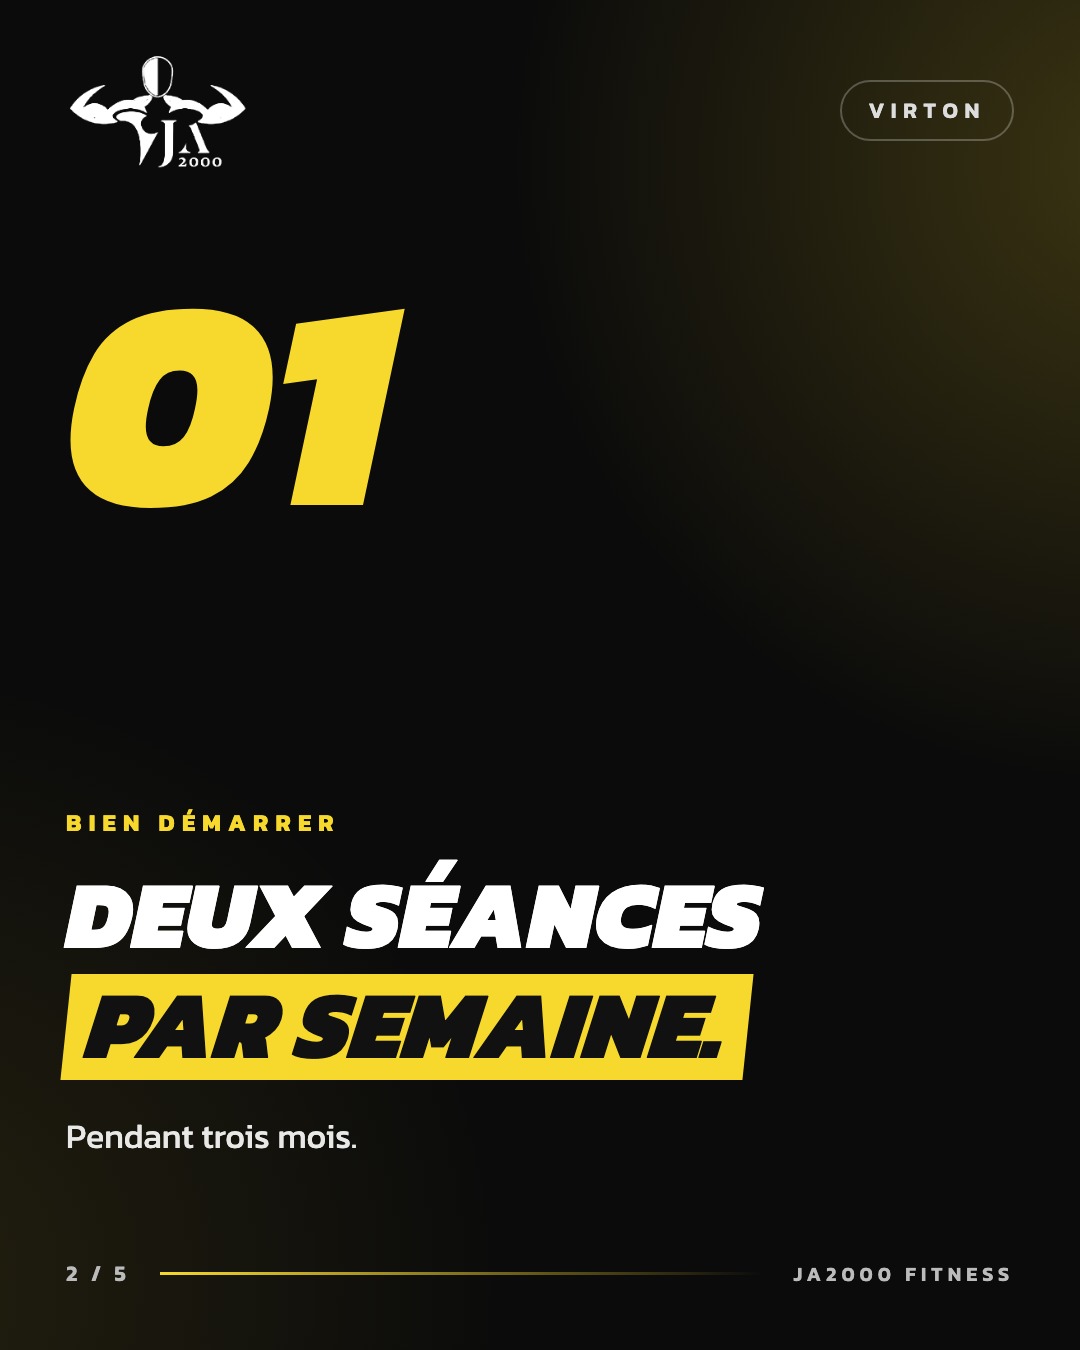 JA
2000
VIRTON
01
BIEN DÉMARRER
DEUX SÉANCES
PAR SEMAINE.
Pendant trois mois.
2 / 5
JA2000 FITNESS